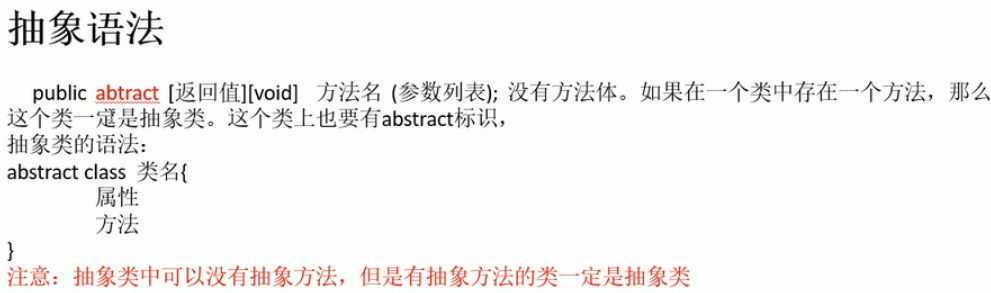 抽象语法
public abtract [返回值][void] 方法名 (参数列表); 没有方法体。如果在一个类中存在一个方法，那么
这个类一定是抽象类。这个类上也要有abstract标识，
抽象类的语法：
abstract class 类名{
属性
方法
}
注意：抽象类中可以没有抽象方法，但是有抽象方法的类一定是抽象类